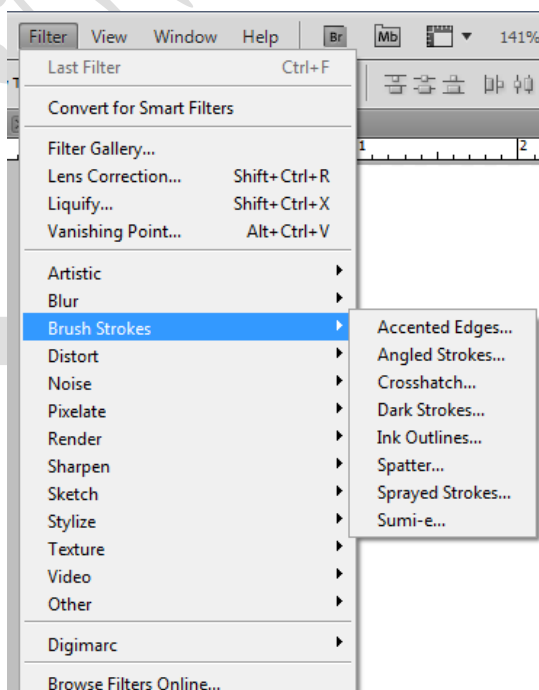 Filter View Window Help Br Mb 141%
Last Filter Ctrl+F
Convert for Smart Filters
Filter Gallery...
1 2
Lens Correction... Shift+Ctrl+R
Liquify... Shift+Ctrl+X
Vanishing Point... Alt+Ctrl+V
Artistic
Blur
Brush Strokes
Distort
Noise
Pixelate
Render
Sharpen
Sketch
Stylize
Texture
Video
Other
Digimarc
Browse Filters Online...
Accented Edges...
Angled Strokes...
Crosshatch...
Dark Strokes...
Ink Outlines...
Spatter...
Sprayed Strokes...
Sumi-e...